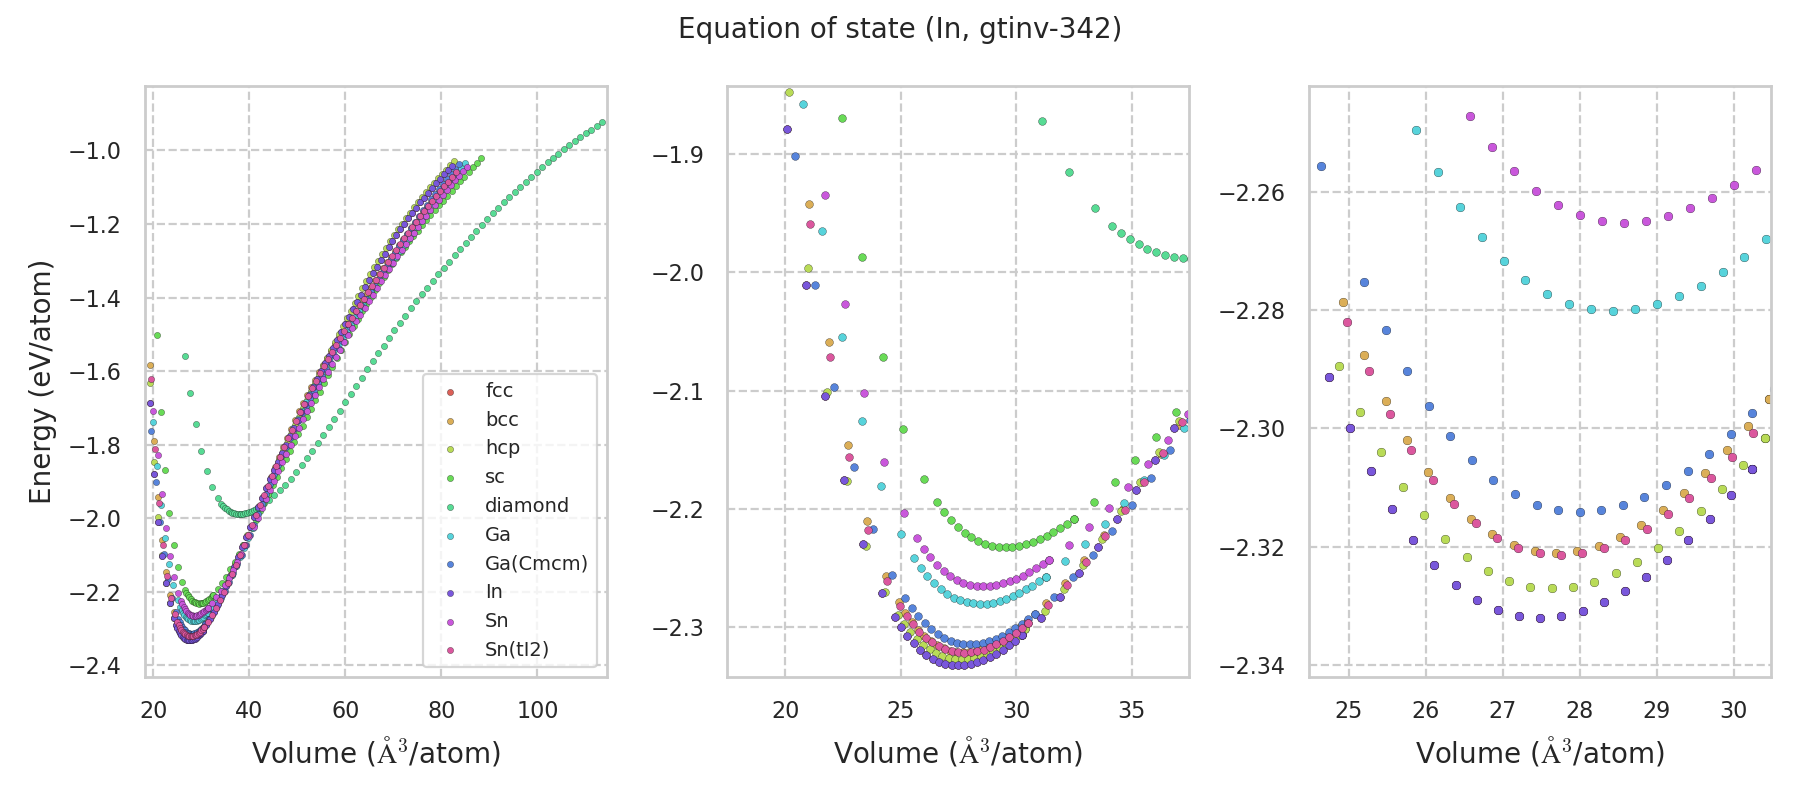 Equation of state (In, gtinv-342)
Energy (eV/atom)
−1.0
−1.2
−1.4
−1.6
−1.8
−2.0
−2.2
−2.4
20 40 60 80 100
Volume (Å³/atom)
fcc
bcc
hcp
sc
diamond
Ga
Ga(Cmcm)
In
Sn
Sn(tI2)
−1.9
−2.0
−2.1
−2.2
−2.3
20 25 30 35
Volume (Å³/atom)
−2.26
−2.28
−2.30
−2.32
−2.34
25 26 27 28 29 30
Volume (Å³/atom)